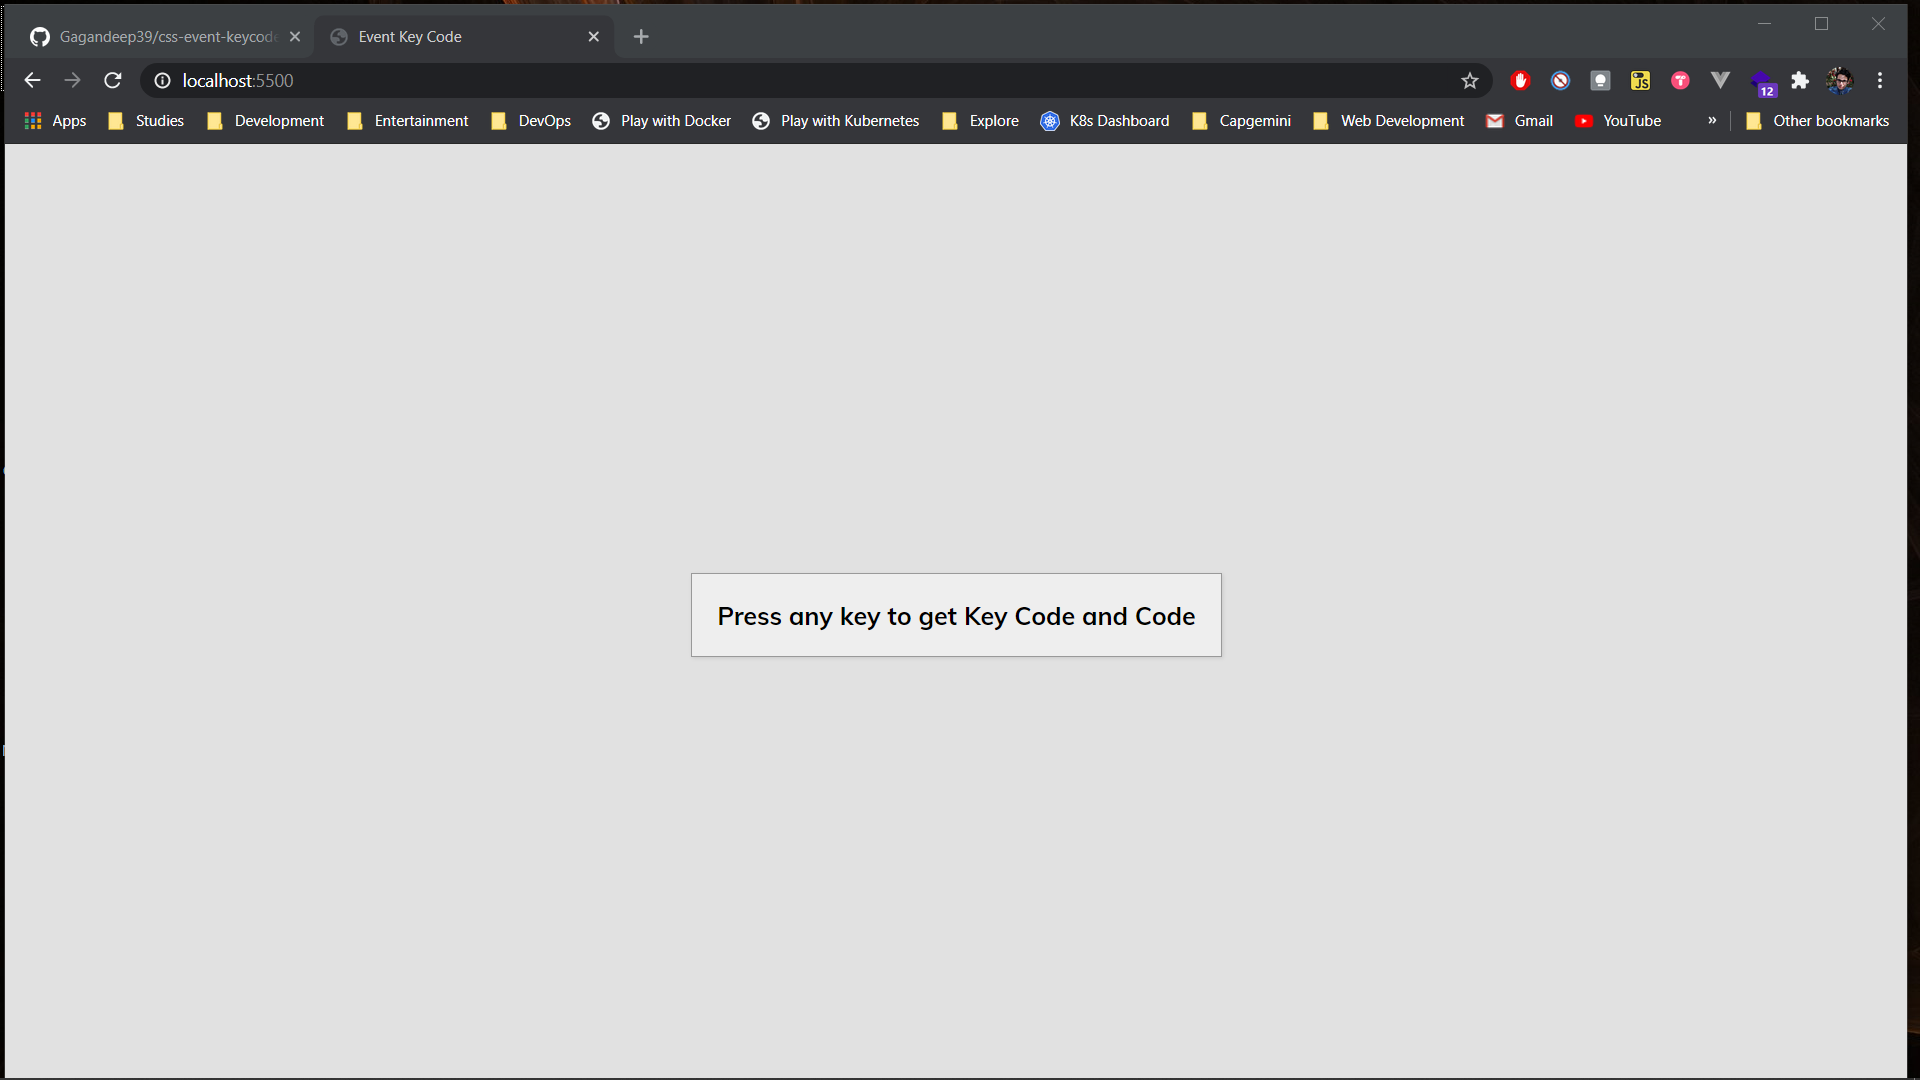 Gagandeep39/css-event-keycod
Event Key Code
localhost:5500
JS
12
Apps
Studies
Development
Entertainment
DevOps
Play with Docker
Play with Kubernetes
Explore
K8s Dashboard
Capgemini
Web Development
Gmail
YouTube
»
Other bookmarks
Press any key to get Key Code and Code